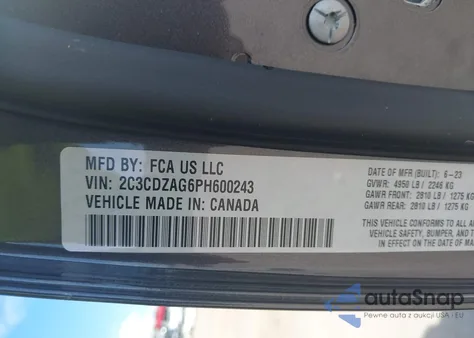 MFD BY: FCA US LLC
VIN: 2C3CDZAG6PH600243
VEHICLE MADE IN: CANADA
DATE OF MFR (BUILT): 6-23
GVWR: 4950 LB / 2246 KG
GAWR FRONT: 2810 LB / 1275 KG
GAWR REAR: 2810 LB / 1275 KG
THIS VEHICLE CONFORMS TO ALL
VEHICLE SAFETY, BUMPER, AND T
IN EFFECT ON THE DATE OF MA
autoSnap
Pewne auta z aukcji USA i EU